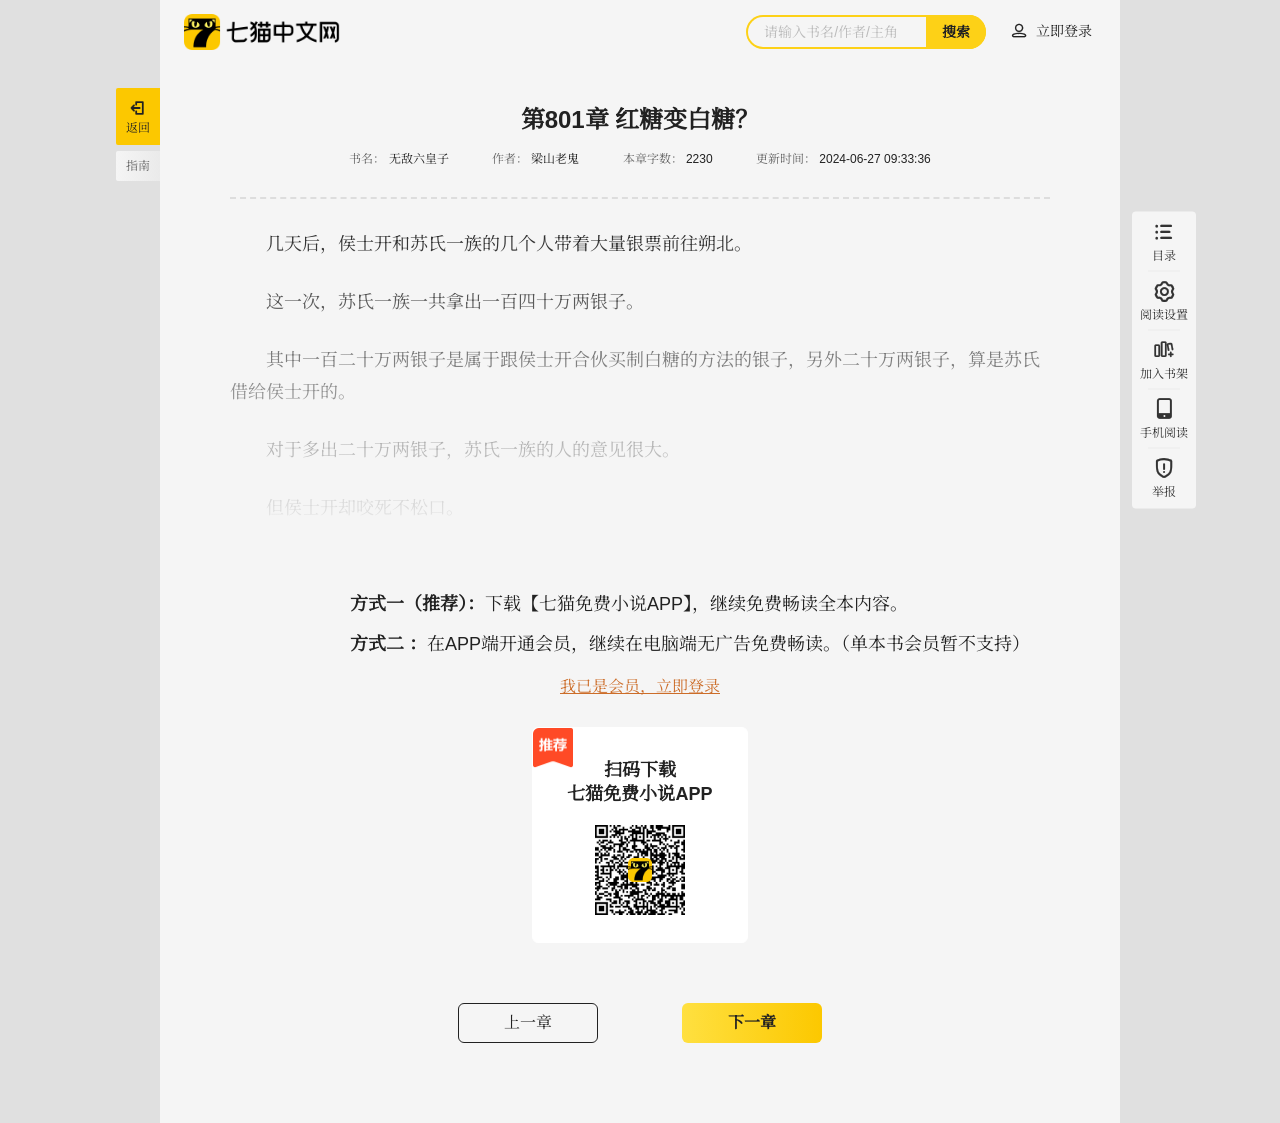 七猫中文网
请输入书名/作者/主角
搜索
立即登录
返回
指南
第801章 红糖变白糖？
书名： 无敌六皇子 作者： 梁山老鬼 本章字数： 2230 更新时间： 2024-06-27 09:33:36
几天后，侯士开和苏氏一族的几个人带着大量银票前往朔北。
这一次，苏氏一族一共拿出一百四十万两银子。
其中一百二十万两银子是属于跟侯士开合伙买制白糖的方法的银子，另外二十万两银子，算是苏氏
借给侯士开的。
对于多出二十万两银子，苏氏一族的人的意见很大。
但侯士开却咬死不松口。
目录
阅读设置
加入书架
手机阅读
举报
方式一（推荐）：下载【七猫免费小说APP】，继续免费畅读全本内容。
方式二 ：在APP端开通会员，继续在电脑端无广告免费畅读。（单本书会员暂不支持）
我已是会员，立即登录
推荐
扫码下载
七猫免费小说APP
上一章
下一章